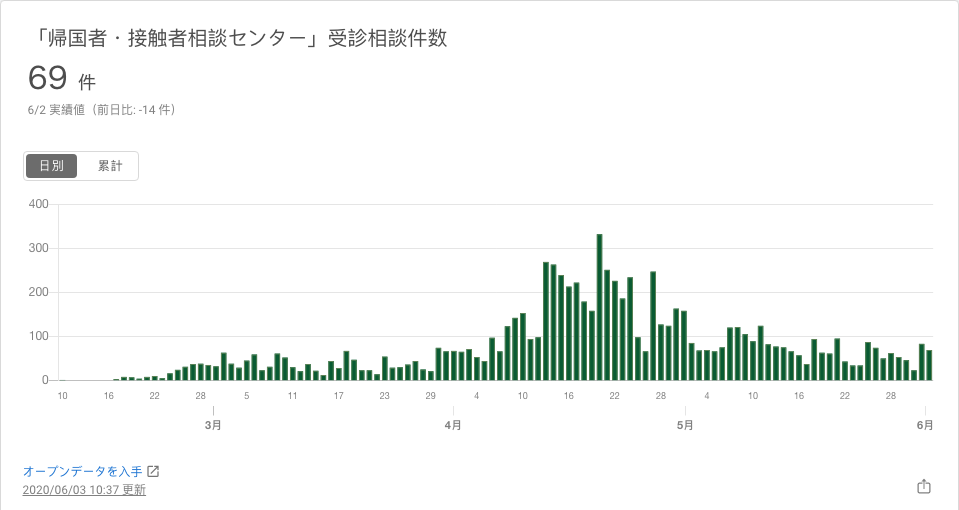 「帰国者・接触者相談センター」受診相談件数
69 件
6/2 実績値（前日比: -14 件）
日別 累計
400
300
200
100
0
10 16 22 28 5 11 17 23 29 4 10 16 22 28 4 10 16 22 28
3月 4月 5月 6月
オープンデータを入手
2020/06/03 10:37 更新